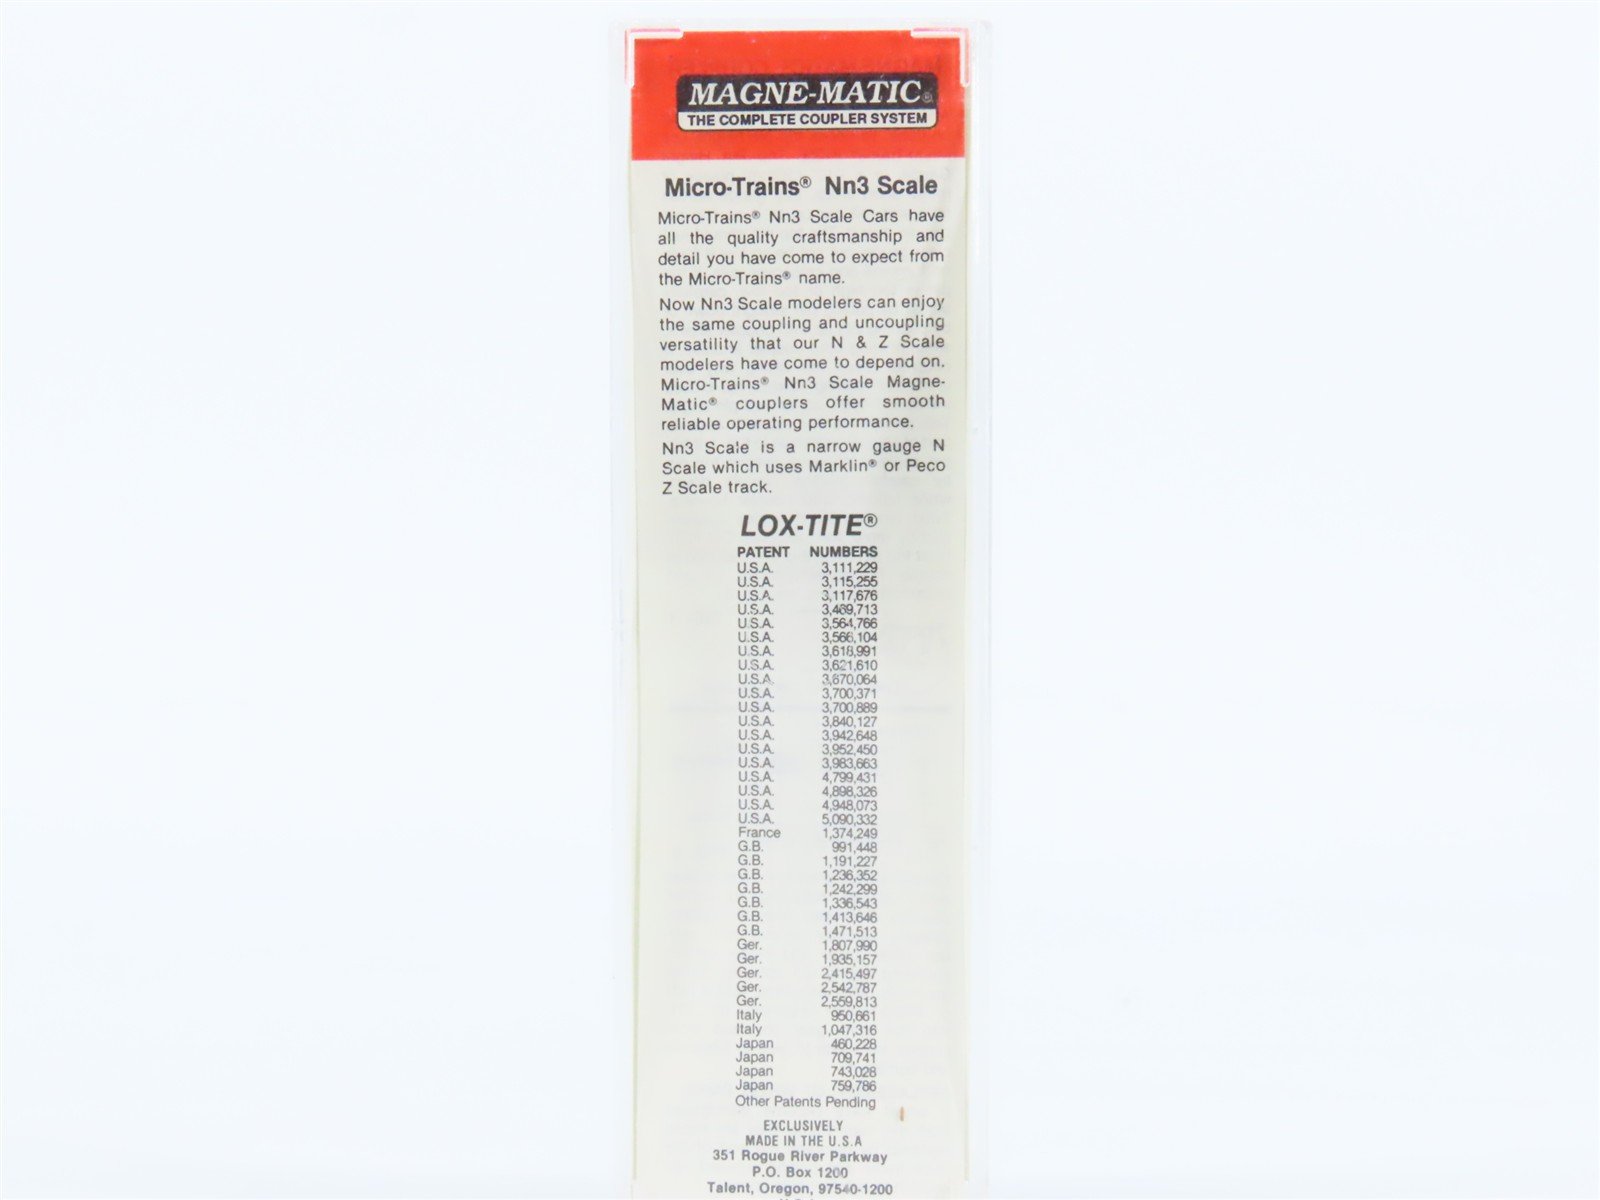 MAGNE-MATIC®
THE COMPLETE COUPLER SYSTEM
Micro-Trains® Nn3 Scale
Micro-Trains® Nn3 Scale Cars have
all the quality craftsmanship and
detail you have come to expect from
the Micro-Trains® name.
Now Nn3 Scale modelers can enjoy
the same coupling and uncoupling
versatility that our N & Z Scale
modelers have come to depend on.
Micro-Trains® Nn3 Scale Magne-
Matic® couplers offer smooth
reliable operating performance.
Nn3 Scale is a narrow gauge N
Scale which uses Marklin® or Peco
Z Scale track.
LOX-TITE®
PATENT NUMBERS
U.S.A. 3,111,229
U.S.A. 3,115,255
U.S.A. 3,117,676
U.S.A. 3,469,713
U.S.A. 3,564,766
U.S.A. 3,566,104
U.S.A. 3,618,991
U.S.A. 3,621,610
U.S.A. 3,670,064
U.S.A. 3,700,371
U.S.A. 3,700,889
U.S.A. 3,840,127
U.S.A. 3,942,648
U.S.A. 3,952,450
U.S.A. 3,983,663
U.S.A. 4,799,431
U.S.A. 4,898,326
U.S.A. 4,948,073
U.S.A. 5,090,332
France 1,374,249
G.B. 991,448
G.B. 1,191,227
G.B. 1,236,352
G.B. 1,242,299
G.B. 1,336,543
G.B. 1,413,646
G.B. 1,471,513
Ger. 1,807,990
Ger. 1,935,157
Ger. 2,415,497
Ger. 2,542,787
Ger. 2,559,813
Italy 950,661
Italy 1,047,316
Japan 460,228
Japan 709,741
Japan 743,028
Japan 759,786
Other Patents Pending
EXCLUSIVELY
MADE IN THE U.S.A
351 Rogue River Parkway
P.O. Box 1200
Talent, Oregon, 97540-1200